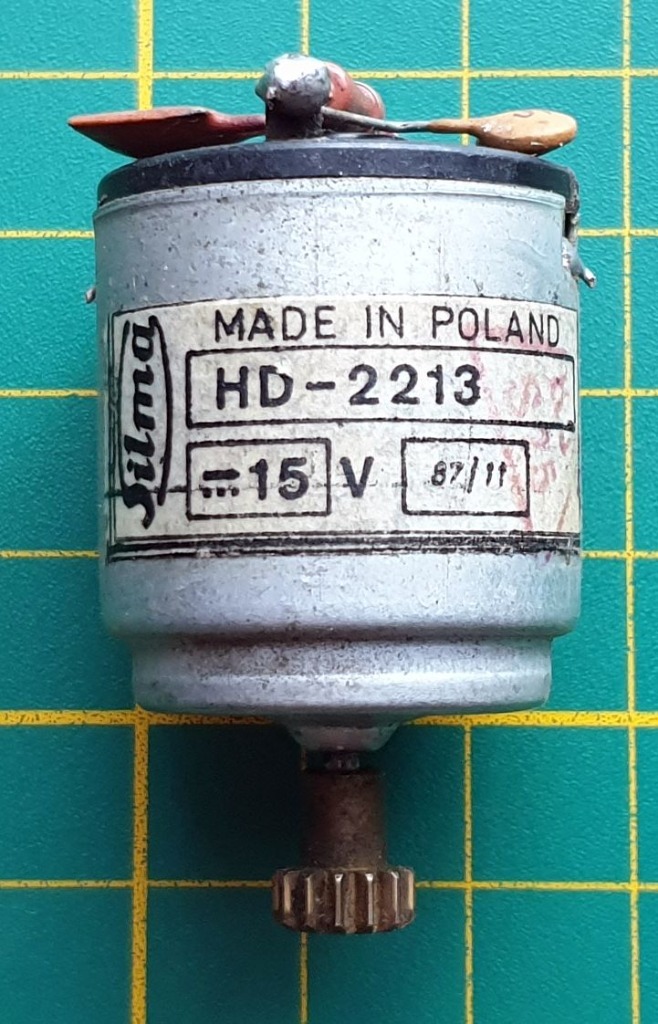 Silma
MADE IN POLAND
HD-2213
⎓15 V 87/11